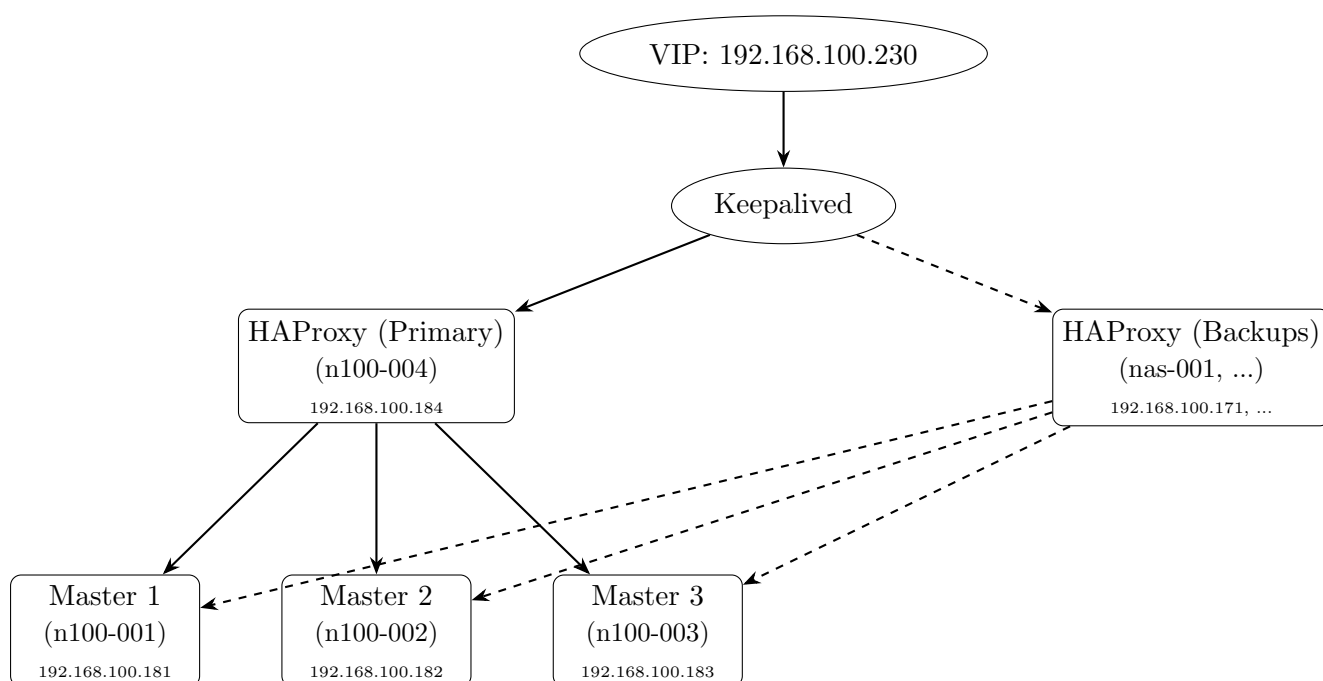 VIP: 192.168.100.230
Keepalived
HAProxy (Primary)
(n100-004)
192.168.100.184
HAProxy (Backups)
(nas-001, ...)
192.168.100.171, ...
Master 1
(n100-001)
192.168.100.181
Master 2
(n100-002)
192.168.100.182
Master 3
(n100-003)
192.168.100.183